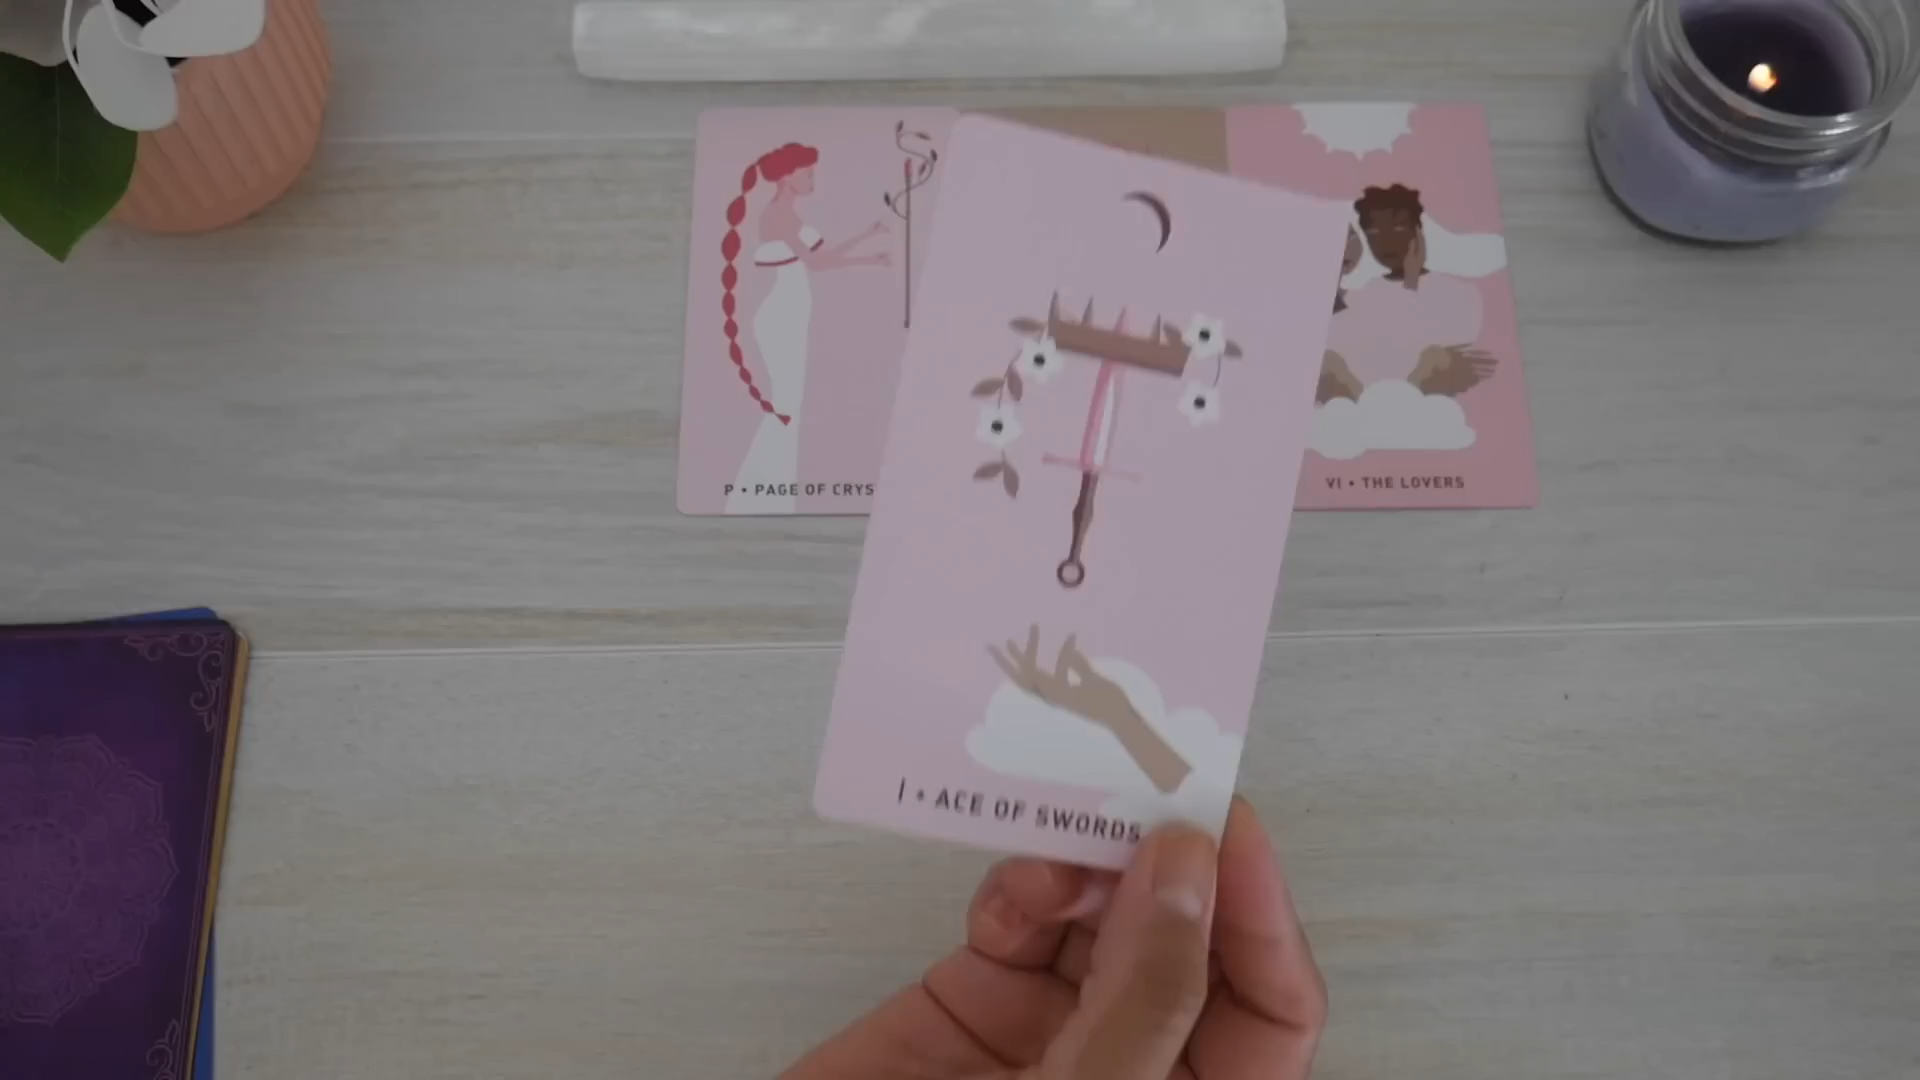 P • PAGE OF CRYS
VI • THE LOVERS
I • ACE OF SWORDS